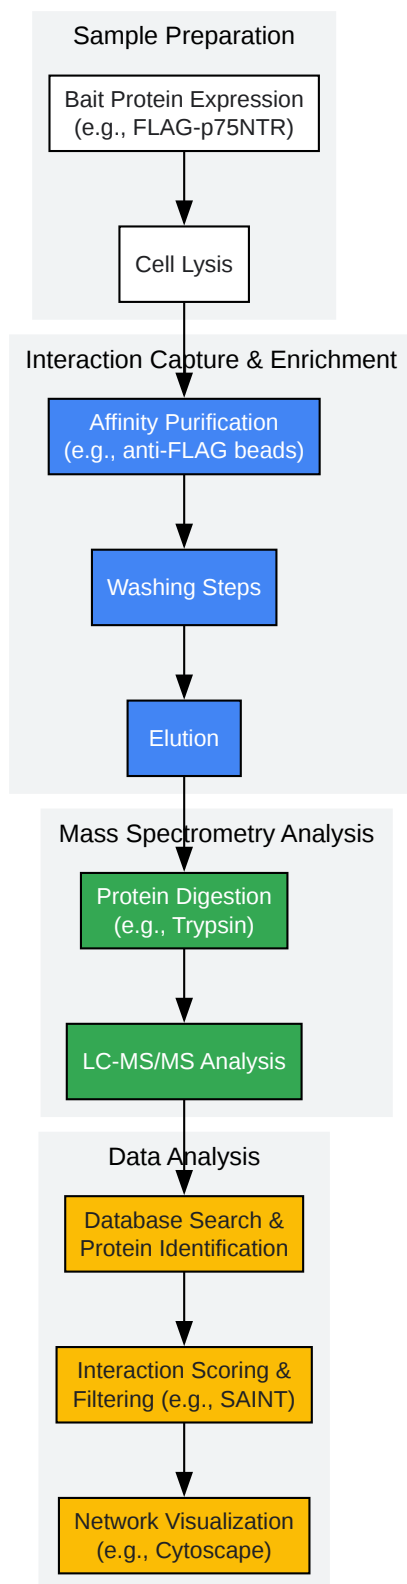 Sample Preparation
Bait Protein Expression
(e.g., FLAG-p75NTR)
Cell Lysis
Interaction Capture & Enrichment
Affinity Purification
(e.g., anti-FLAG beads)
Washing Steps
Elution
Mass Spectrometry Analysis
Protein Digestion
(e.g., Trypsin)
LC-MS/MS Analysis
Data Analysis
Database Search &
Protein Identification
Interaction Scoring &
Filtering (e.g., SAINT)
Network Visualization
(e.g., Cytoscape)